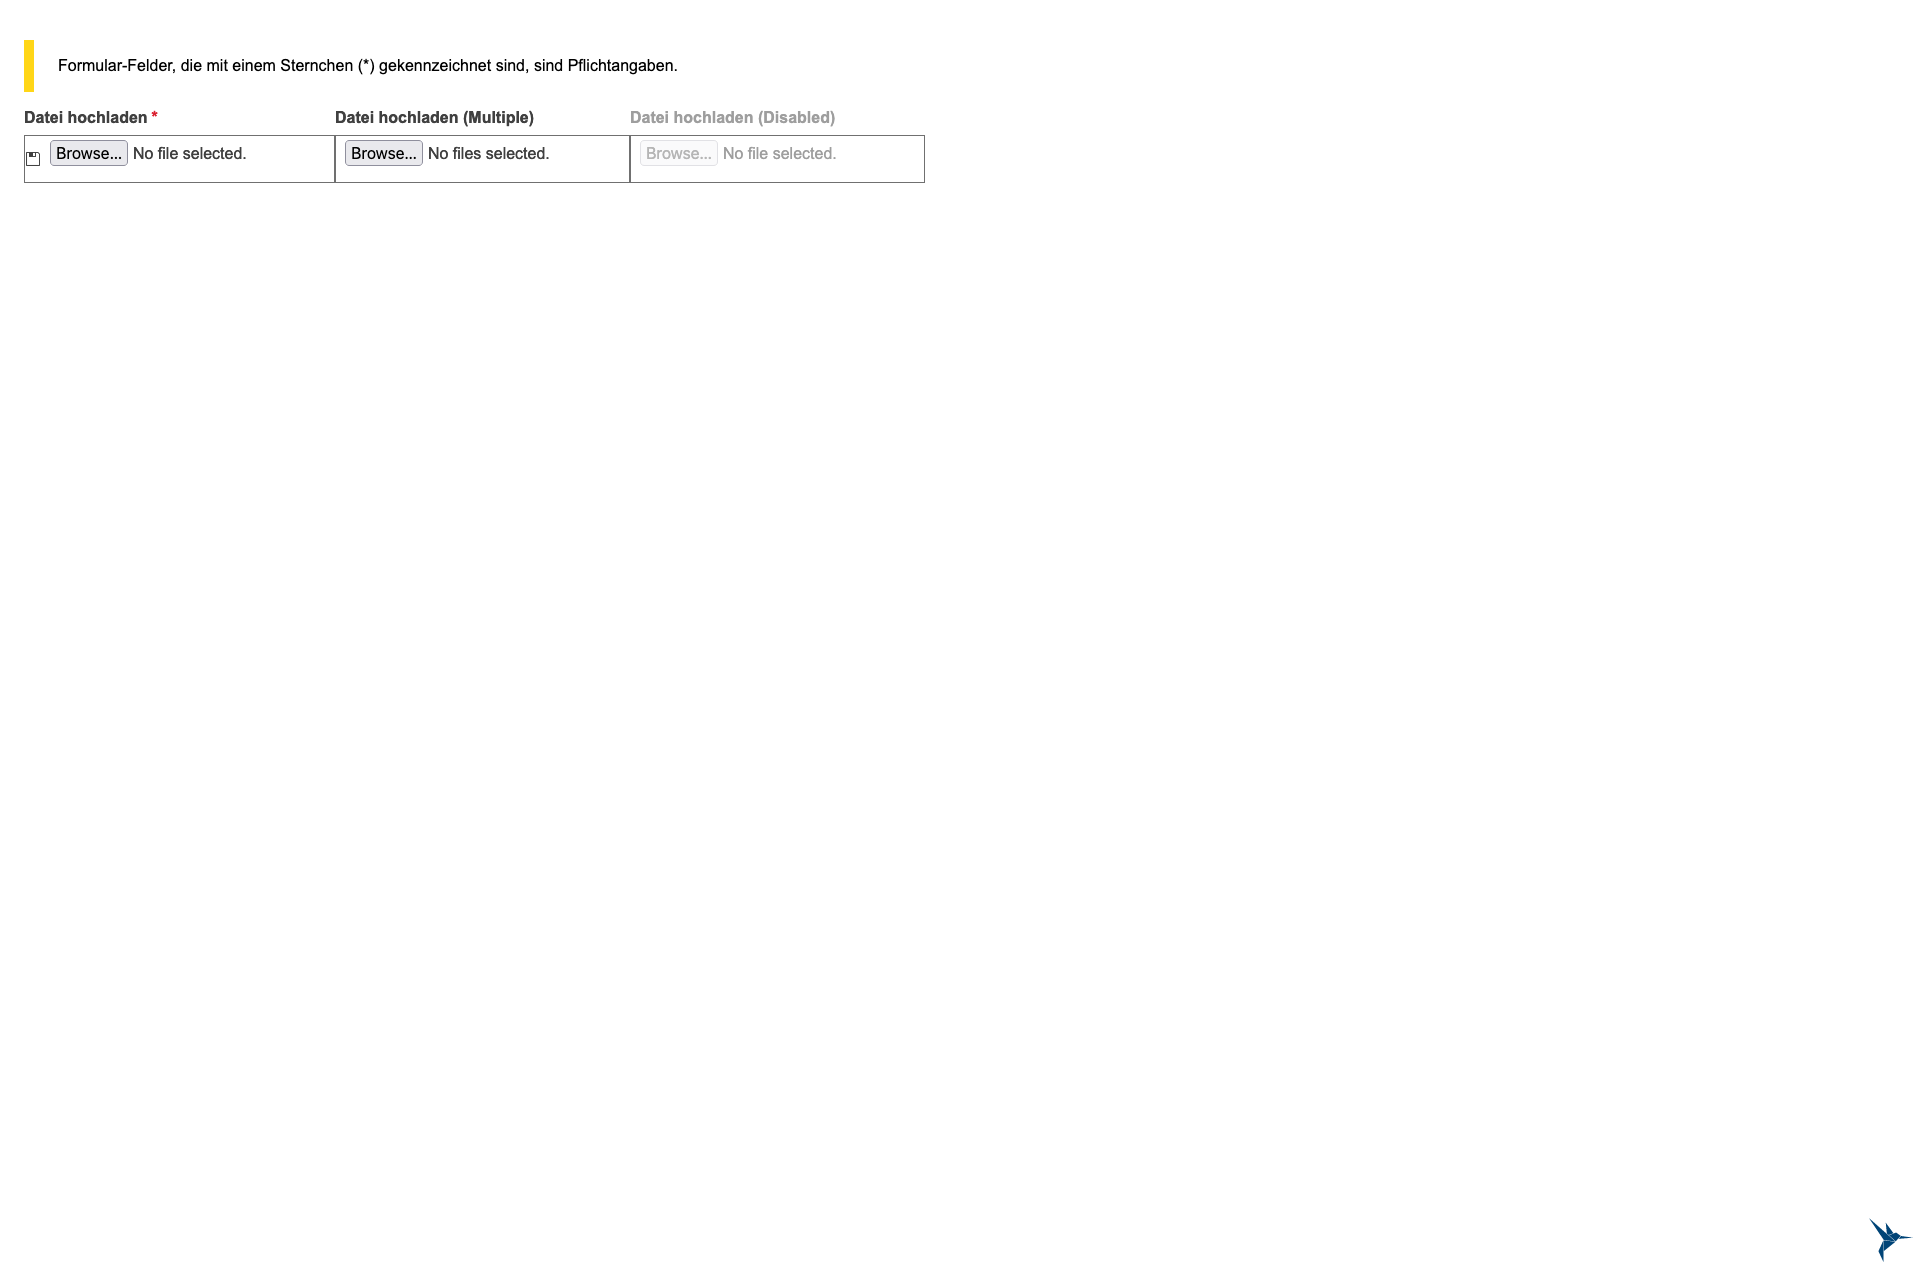 Formular-Felder, die mit einem Sternchen (*) gekennzeichnet sind, sind Pflichtangaben.
Datei hochladen * Datei hochladen (Multiple) Datei hochladen (Disabled)
Browse... No file selected. Browse... No files selected. Browse... No file selected.